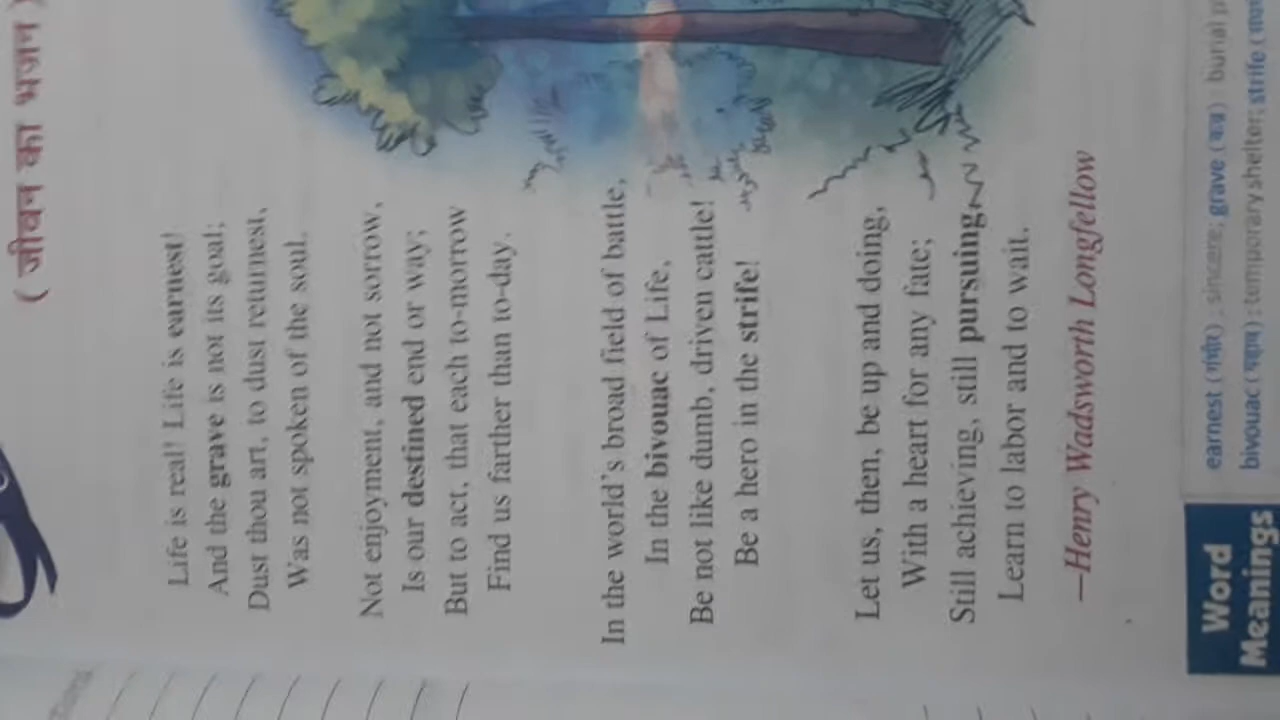 ( जीवन का भजन )
Life is real! Life is earnest!
And the grave is not its goal;
Dust thou art, to dust returnest,
Was not spoken of the soul.
Not enjoyment, and not sorrow,
Is our destined end or way;
But to act, that each to-morrow
Find us farther than to-day.
In the world's broad field of battle,
In the bivouac of Life,
Be not like dumb, driven cattle!
Be a hero in the strife!
Let us, then, be up and doing,
With a heart for any fate;
Still achieving, still pursuing
Learn to labor and to wait.
—Henry Wadsworth Longfellow
Word
Meanings
earnest (गंभीर) : sincere; grave (कब्र) : burial
bivouac (पड़ाव) : temporary shelter; strife